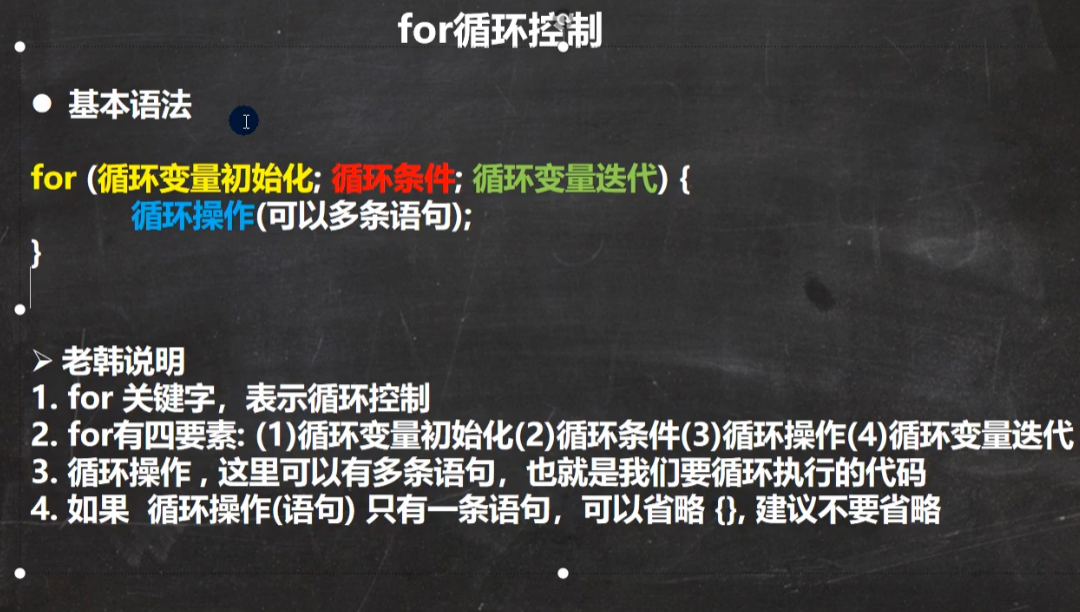 for循环控制
● 基本语法
for (循环变量初始化; 循环条件; 循环变量迭代) {
循环操作(可以多条语句);
}
➢ 老韩说明
1. for 关键字，表示循环控制
2. for有四要素: (1)循环变量初始化(2)循环条件(3)循环操作(4)循环变量迭代
3. 循环操作 , 这里可以有多条语句，也就是我们要循环执行的代码
4. 如果 循环操作(语句) 只有一条语句，可以省略 {}, 建议不要省略